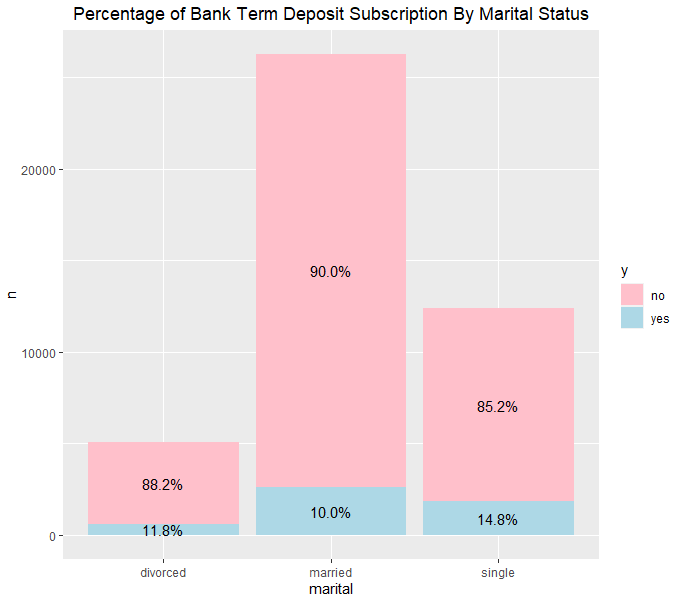 Percentage of Bank Term Deposit Subscription By Marital Status
n
20000
10000
0
90.0%
85.2%
88.2%
10.0%
14.8%
11.8%
divorced
married
single
marital
y
no
yes